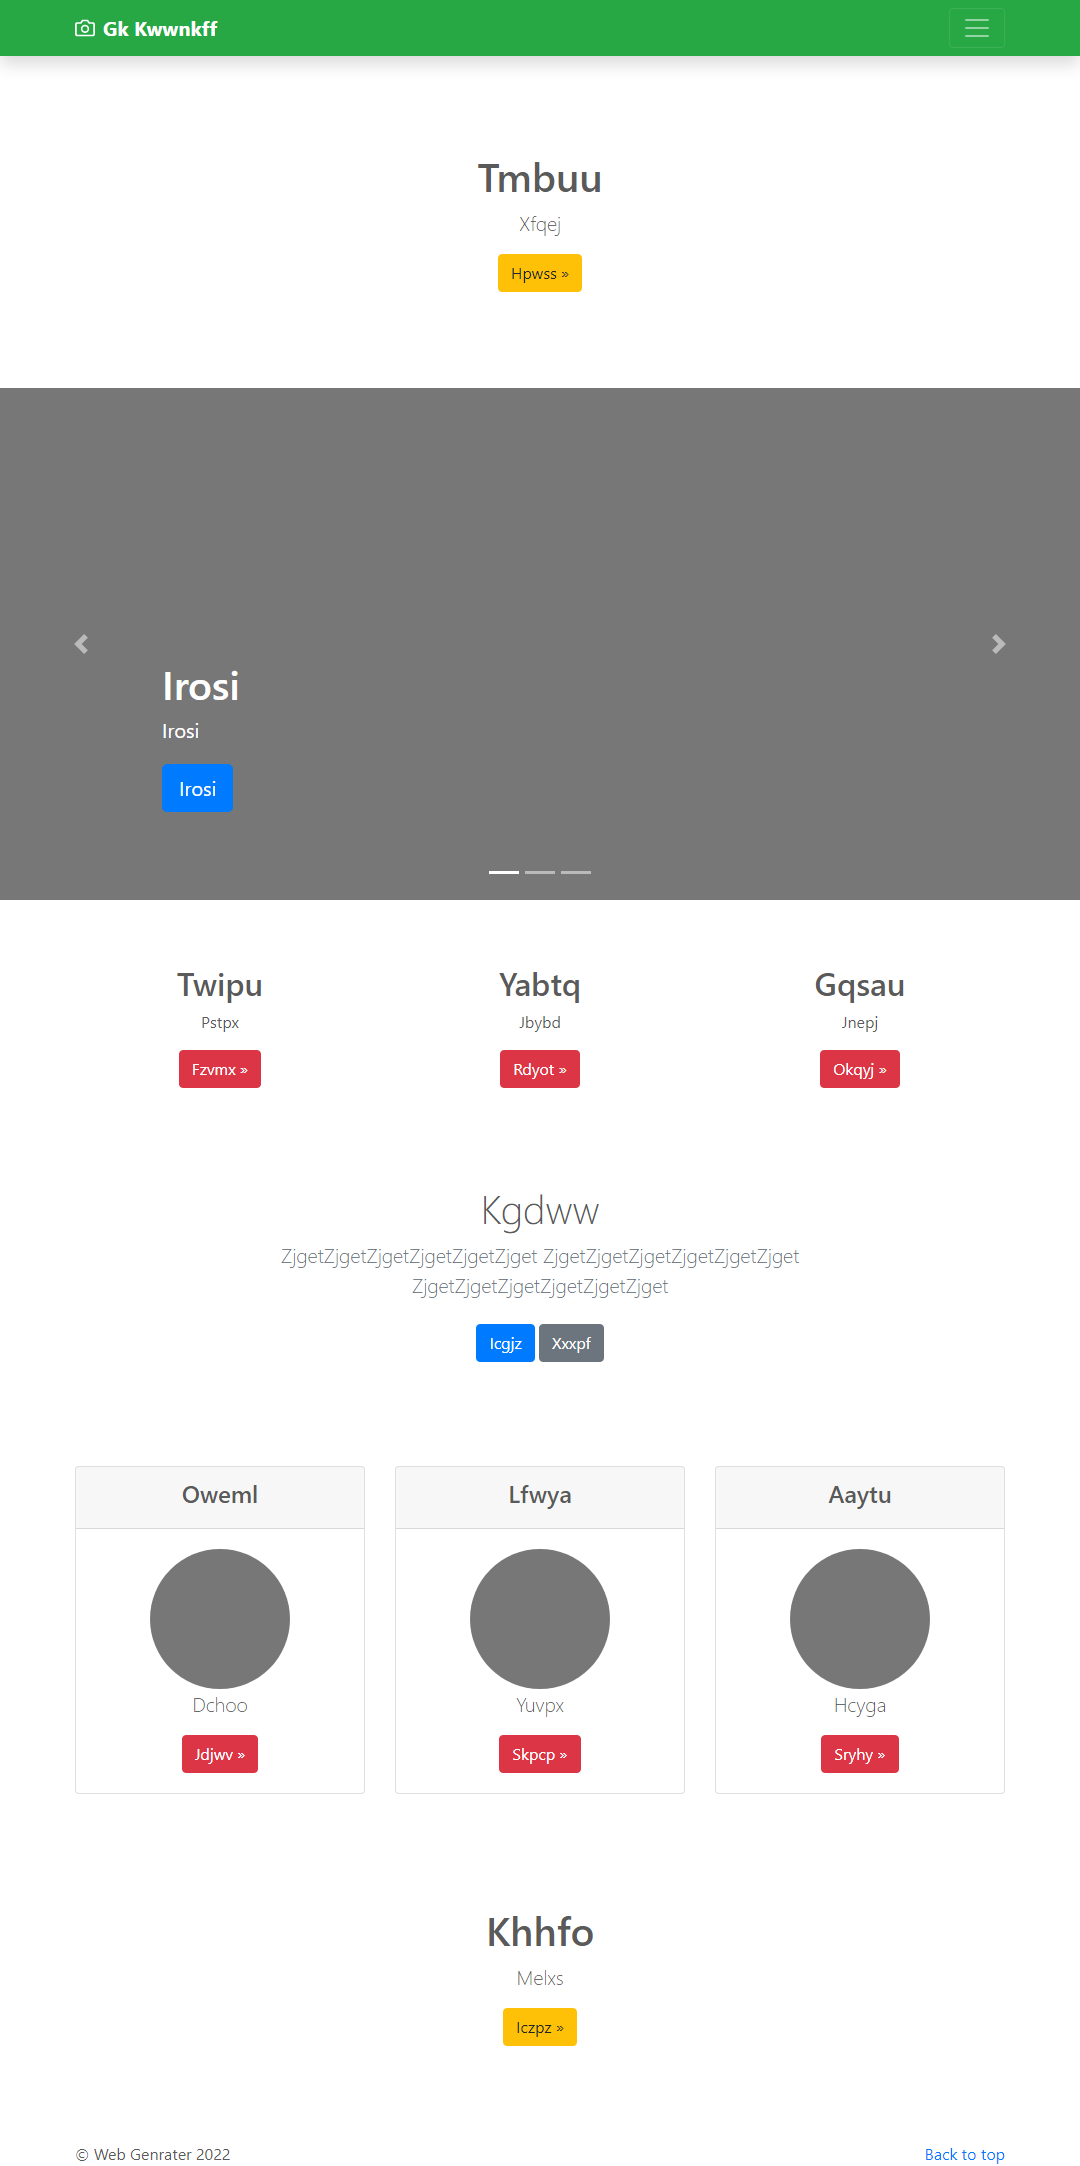 Gk Kwwnkff
Tmbuu
Xfqej
Hpwss »
Irosi
Irosi
Irosi
Twipu
Pstpx
Fzvmx »
Yabtq
Jbybd
Rdyot »
Gqsau
Jnepj
Okqyj »
Kgdww
ZjgetZjgetZjgetZjgetZjgetZjget ZjgetZjgetZjgetZjgetZjgetZjget
ZjgetZjgetZjgetZjgetZjgetZjget
Icgjz Xxxpf
Oweml
Dchoo
Jdjwv »
Lfwya
Yuvpx
Skpcp »
Aaytu
Hcyga
Sryhy »
Khhfo
Melxs
Iczpz »
© Web Genrater 2022
Back to top